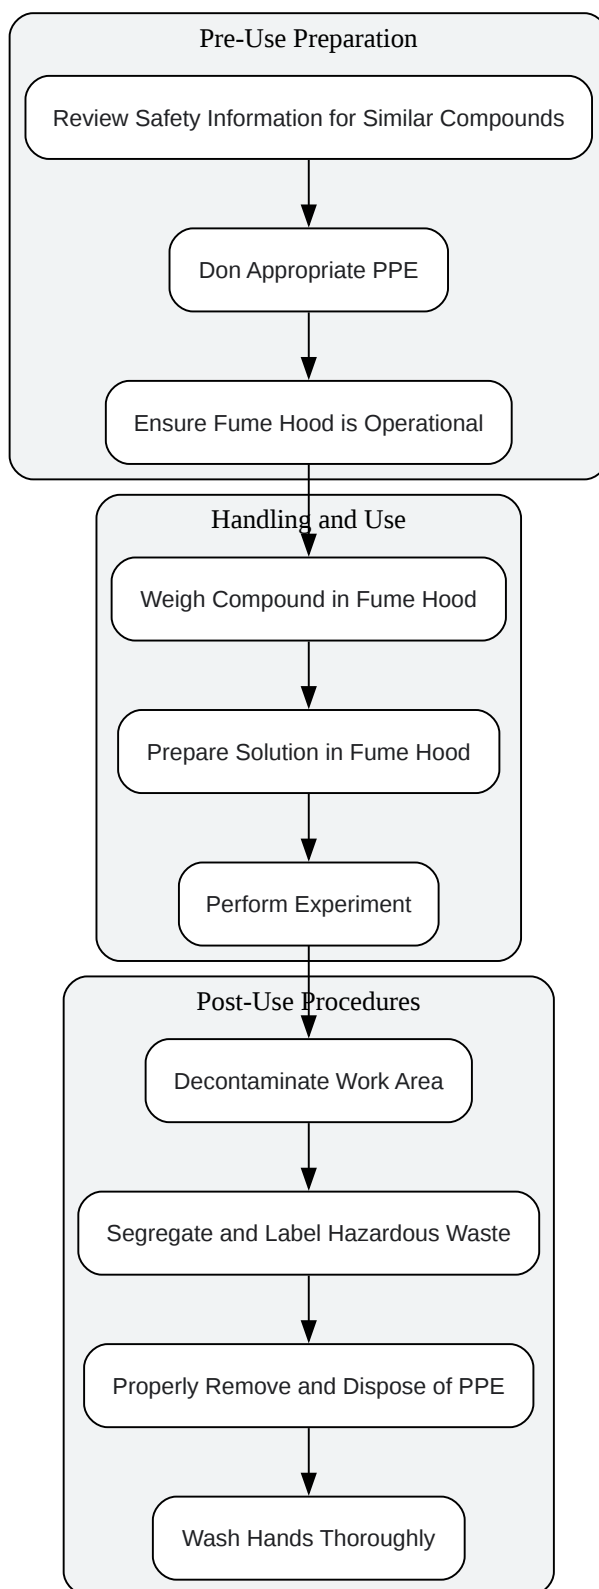 Pre-Use Preparation
Review Safety Information for Similar Compounds
Don Appropriate PPE
Ensure Fume Hood is Operational
Handling and Use
Weigh Compound in Fume Hood
Prepare Solution in Fume Hood
Perform Experiment
Post-Use Procedures
Decontaminate Work Area
Segregate and Label Hazardous Waste
Properly Remove and Dispose of PPE
Wash Hands Thoroughly